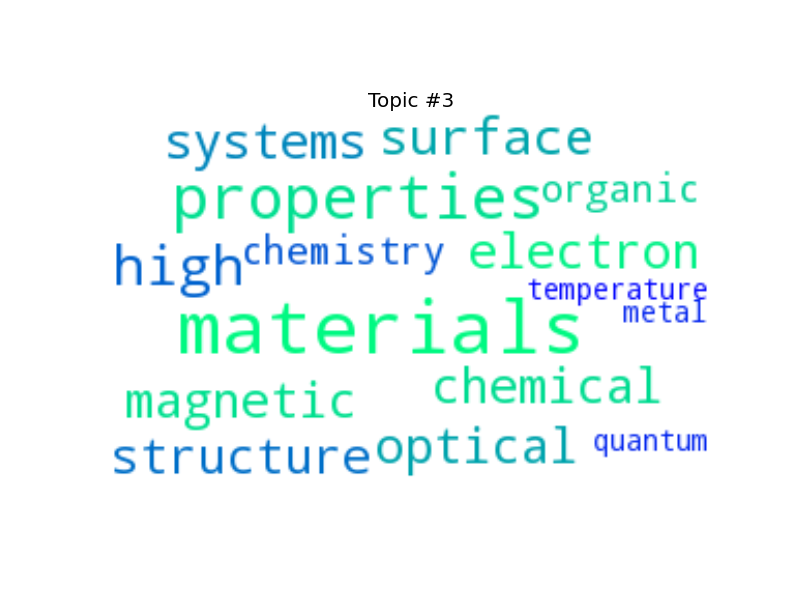 Topic #3
systems surface
properties organic
high chemistry electron
temperature
materials metal
magnetic chemical
structure optical quantum